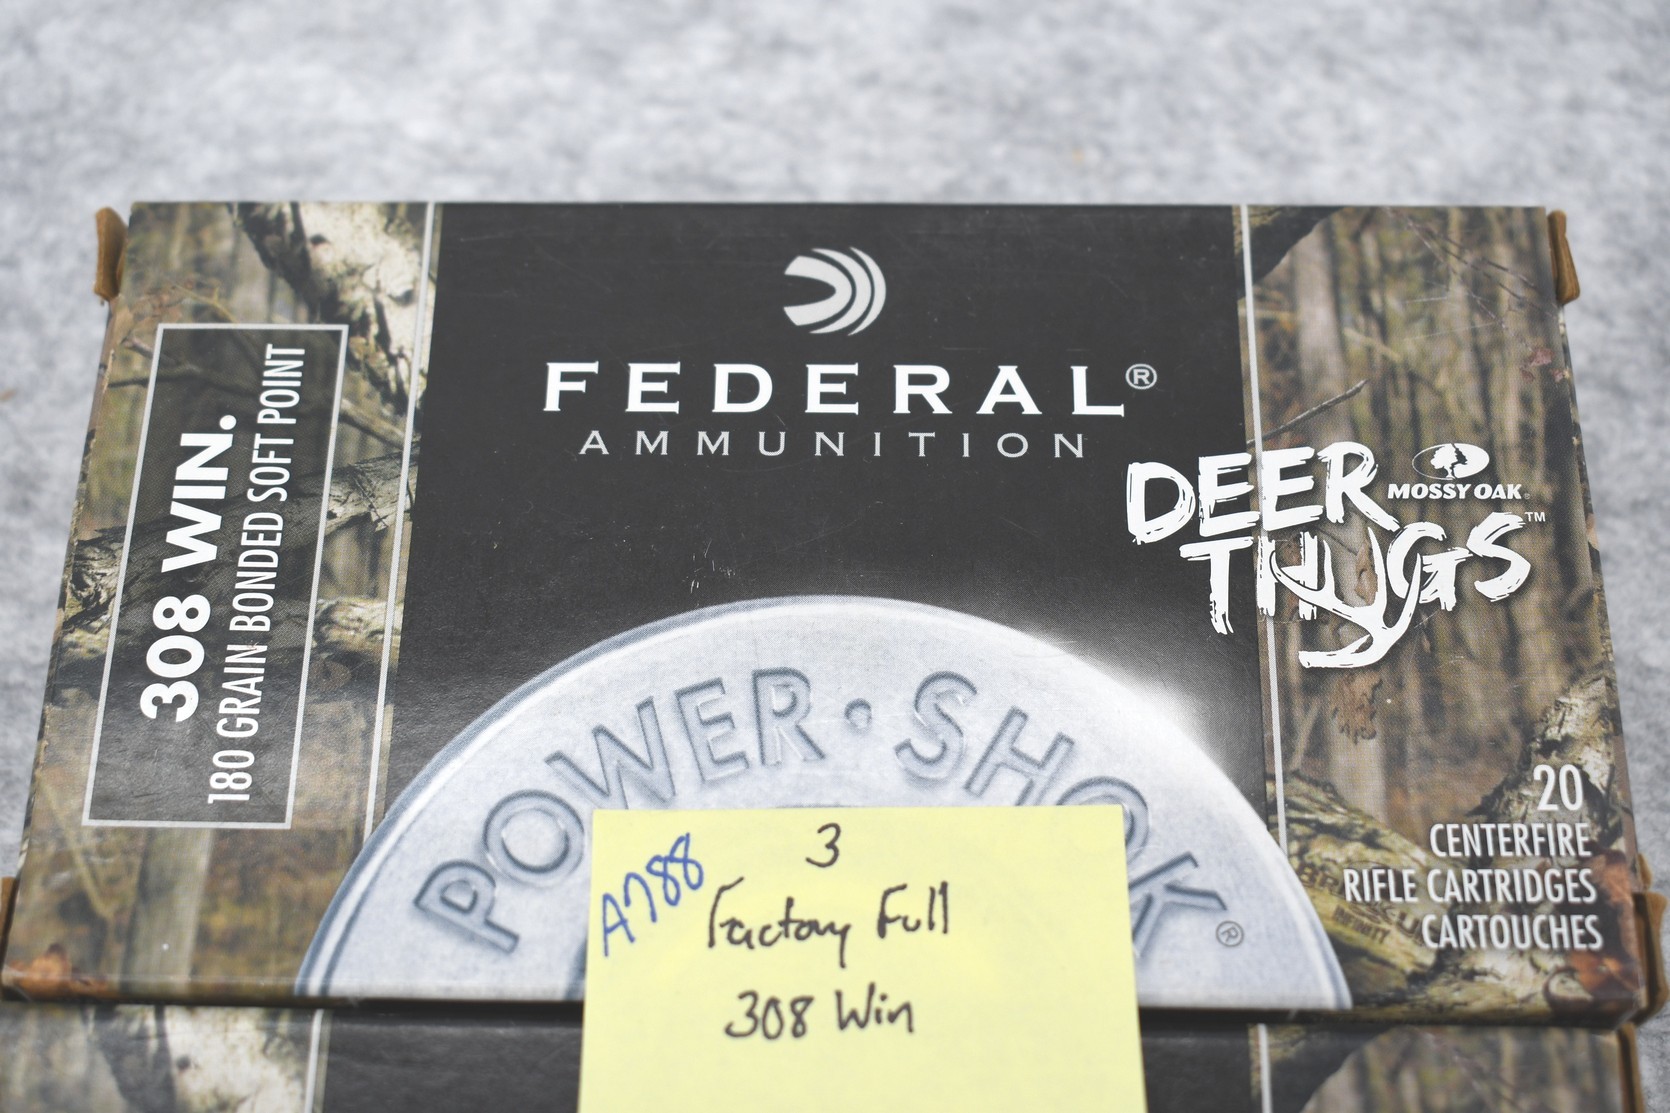 FEDERAL®
AMMUNITION
308 WIN.
180 GRAIN BONDED SOFT POINT
MOSSY OAK®
DEER
THUGS™
POWER·SHOK®
20
CENTERFIRE
RIFLE CARTRIDGES
CARTOUCHES
A788
3
Factory Full
308 Win